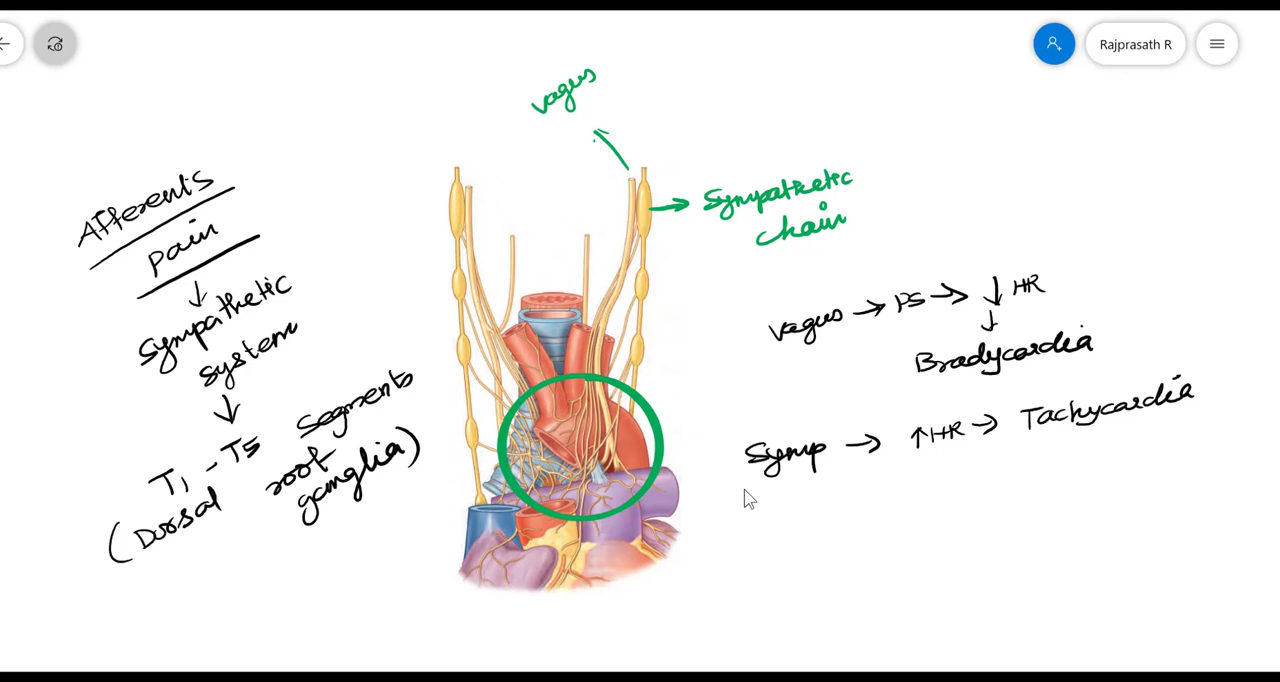 Rajprasath R
vagus
Sympathetic
chain
Afferents
pain
↓
Sympathetic
system
↓
T1 - T5 segments
(Dorsal root
ganglia)
vagus → PS → ↓ HR
↓
Bradycardia
Symp → ↑HR → Tachycardia